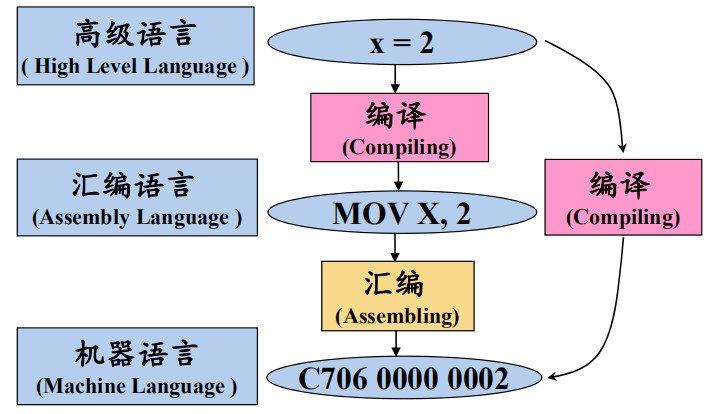 高级语言
( High Level Language )
x = 2
编译
(Compiling)
汇编语言
(Assembly Language )
MOV X, 2
编译
(Compiling)
汇编
(Assembling)
机器语言
(Machine Language )
C706 0000 0002